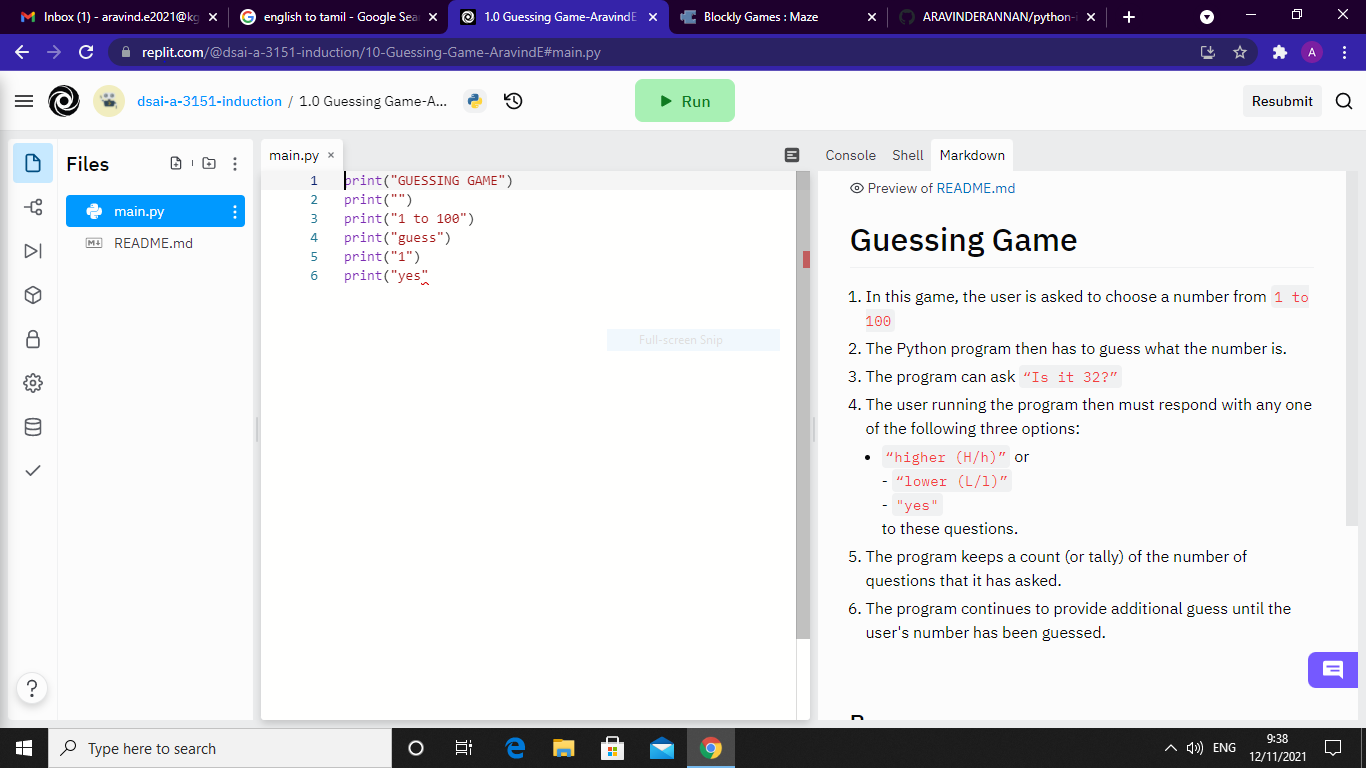 Inbox (1) - aravind.e2021@kg
english to tamil - Google Sea
1.0 Guessing Game-AravindE
Blockly Games : Maze
ARAVINDERANNAN/python-
replit.com/@dsai-a-3151-induction/10-Guessing-Game-AravindE#main.py
A
dsai-a-3151-induction / 1.0 Guessing Game-A...
Run
Resubmit
Files
main.py
README.md
main.py ×
1 print("GUESSING GAME")
2 print("")
3 print("1 to 100")
4 print("guess")
5 print("1")
6 print("yes"
Full-screen Snip
Console Shell Markdown
Preview of README.md
Guessing Game
1. In this game, the user is asked to choose a number from 1 to
100
2. The Python program then has to guess what the number is.
3. The program can ask “Is it 32?”
4. The user running the program then must respond with any one
of the following three options:
• “higher (H/h)” or
- “lower (L/l)”
- "yes"
to these questions.
5. The program keeps a count (or tally) of the number of
questions that it has asked.
6. The program continues to provide additional guess until the
user's number has been guessed.
?
Type here to search
ENG
9:38
12/11/2021